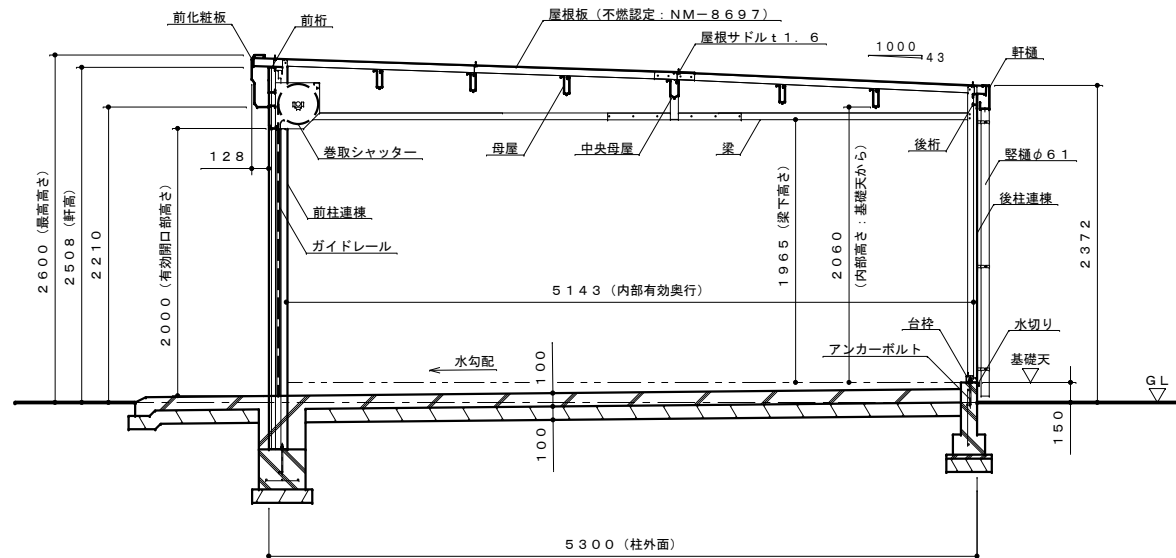 前化粧板
前桁
屋根板（不燃認定：NM－8697）
屋根サドルｔ１．６
1000
43
軒樋
2600（最高高さ）
2508（軒高）
2210
2000（有効開口部高さ）
128
巻取シャッター
母屋
中央母屋
梁
後桁
竪樋φ６１
後柱連棟
前柱連棟
ガイドレール
1965（梁下高さ）
2060
（内部高さ：基礎天から）
2372
5143（内部有効奥行）
台枠
水切り
アンカーボルト
基礎天
水勾配
100
100
GL
150
5300（柱外面）